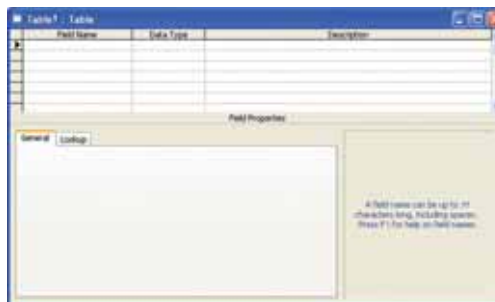 Table1 : Table
Field Name Data Type Description
Field Properties
General Lookup
A field name can be up to
characters long, including spaces.
Press F1 for help on field names.